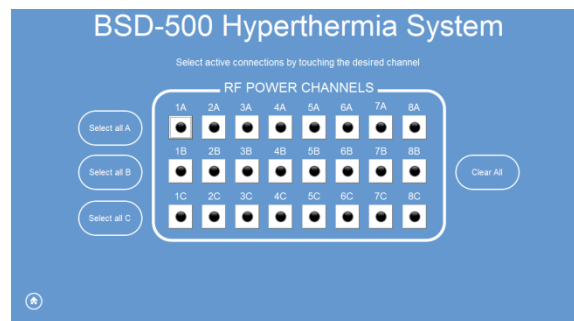 BSD-500 Hyperthermia System
Select active connections by touching the desired channel
RF POWER CHANNELS
1A 2A 3A 4A 5A 6A 7A 8A
Select all A
1B 2B 3B 4B 5B 6B 7B 8B
Select all B
Clear All
1C 2C 3C 4C 5C 6C 7C 8C
Select all C